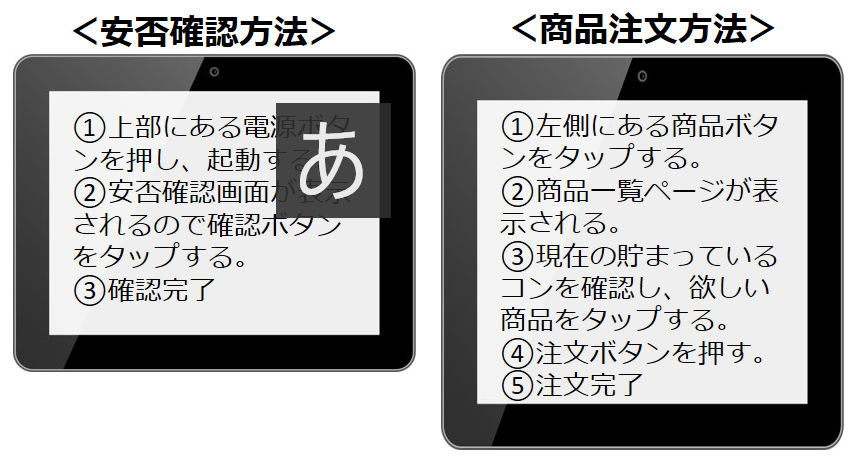 ＜安否確認方法＞
①上部にある電源ボタ
ンを押し、起動する
②安否確認画面が表示
されるので確認ボタン
をタップする。
③確認完了
あ
＜商品注文方法＞
①左側にある商品ボタ
ンをタップする。
②商品一覧ページが表
示される。
③現在の貯まっている
コンを確認し、欲しい
商品をタップする。
④注文ボタンを押す。
⑤注文完了